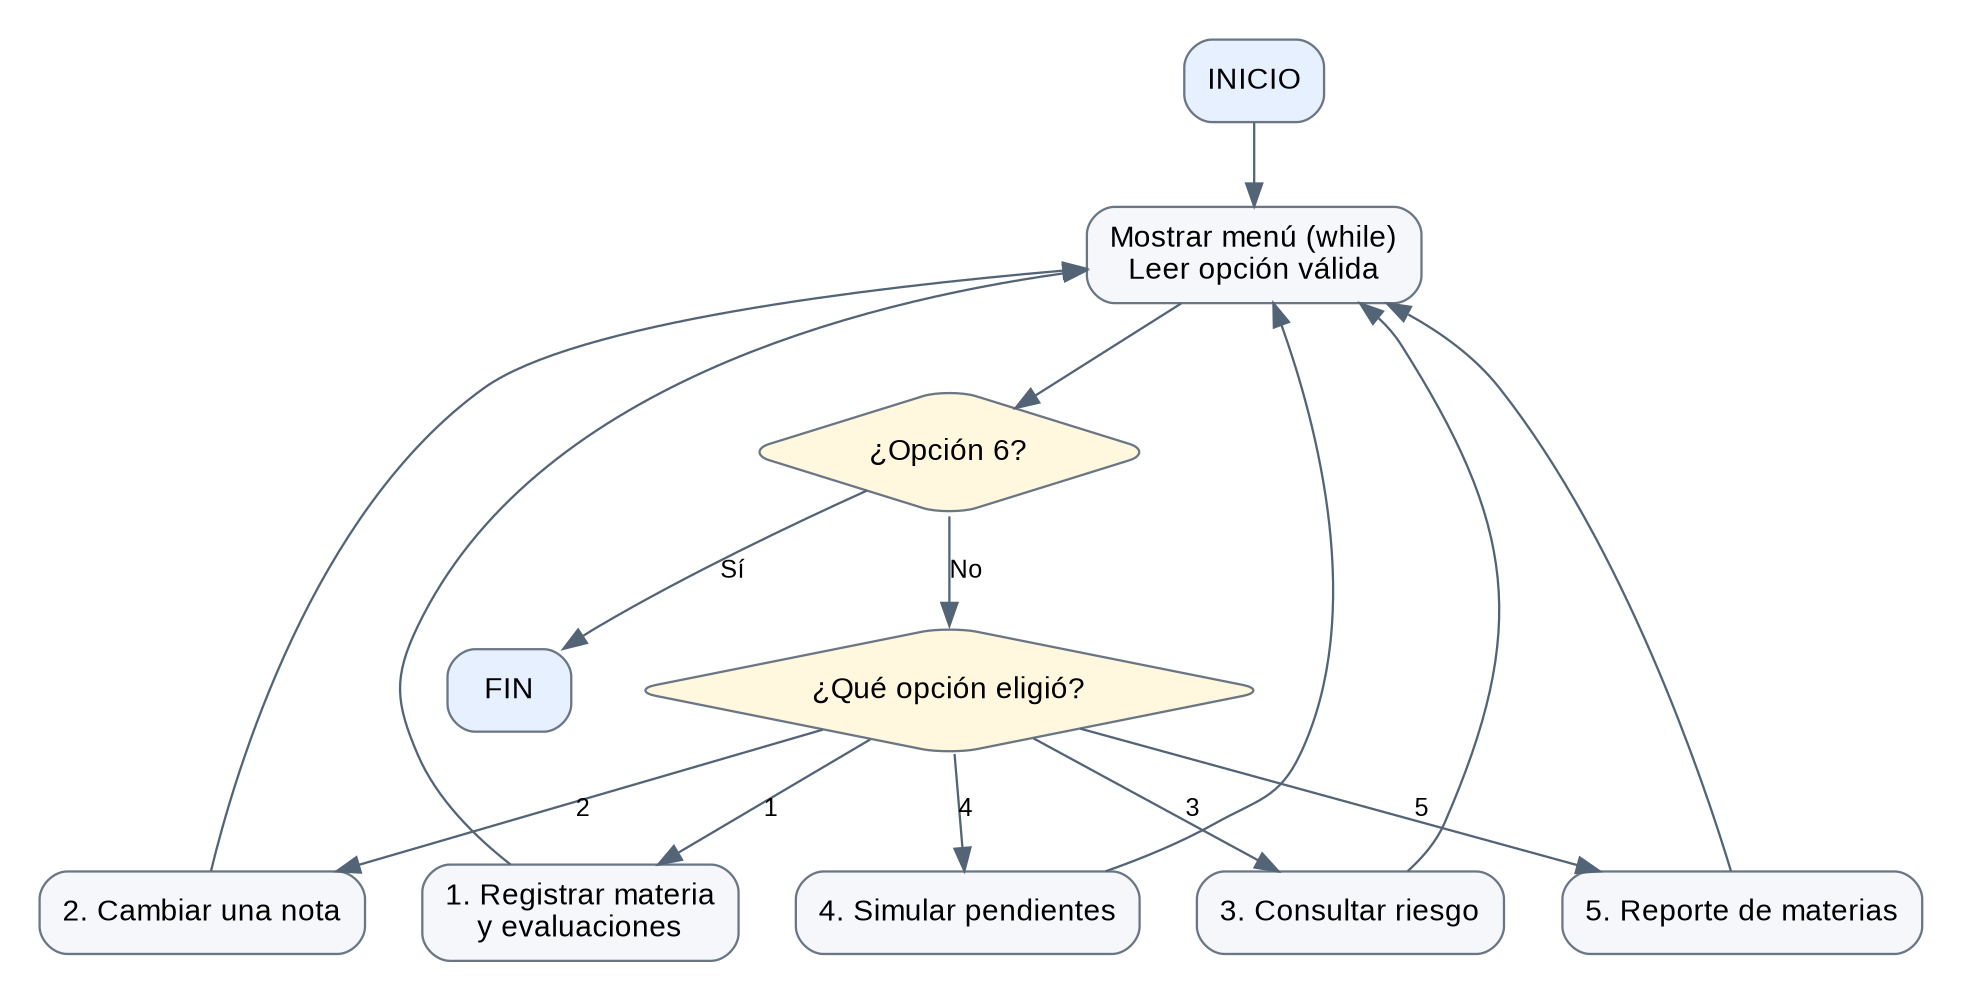 INICIO
Mostrar menú (while)
Leer opción válida
¿Opción 6?
Sí
No
FIN
¿Qué opción eligió?
2
1
4
3
5
2. Cambiar una nota
1. Registrar materia
y evaluaciones
4. Simular pendientes
3. Consultar riesgo
5. Reporte de materias